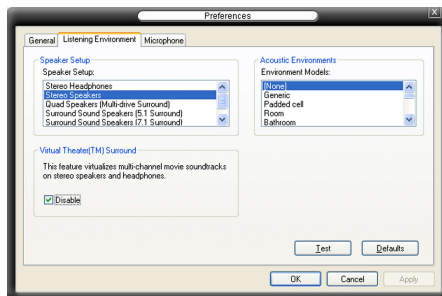 Preferences
General Listening Environment Microphone
Speaker Setup
Speaker Setup:
Stereo Headphones
Stereo Speakers
Quad Speakers (Multi-drive Surround)
Surround Sound Speakers (5.1 Surround)
Surround Sound Speakers (7.1 Surround)
Acoustic Environments
Environment Models:
(None)
Generic
Padded cell
Room
Bathroom
Virtual Theater(TM) Surround
This feature virtualizes multi-channel movie soundtracks
on stereo speakers and headphones.
Disable
Test Defaults
OK Cancel Apply